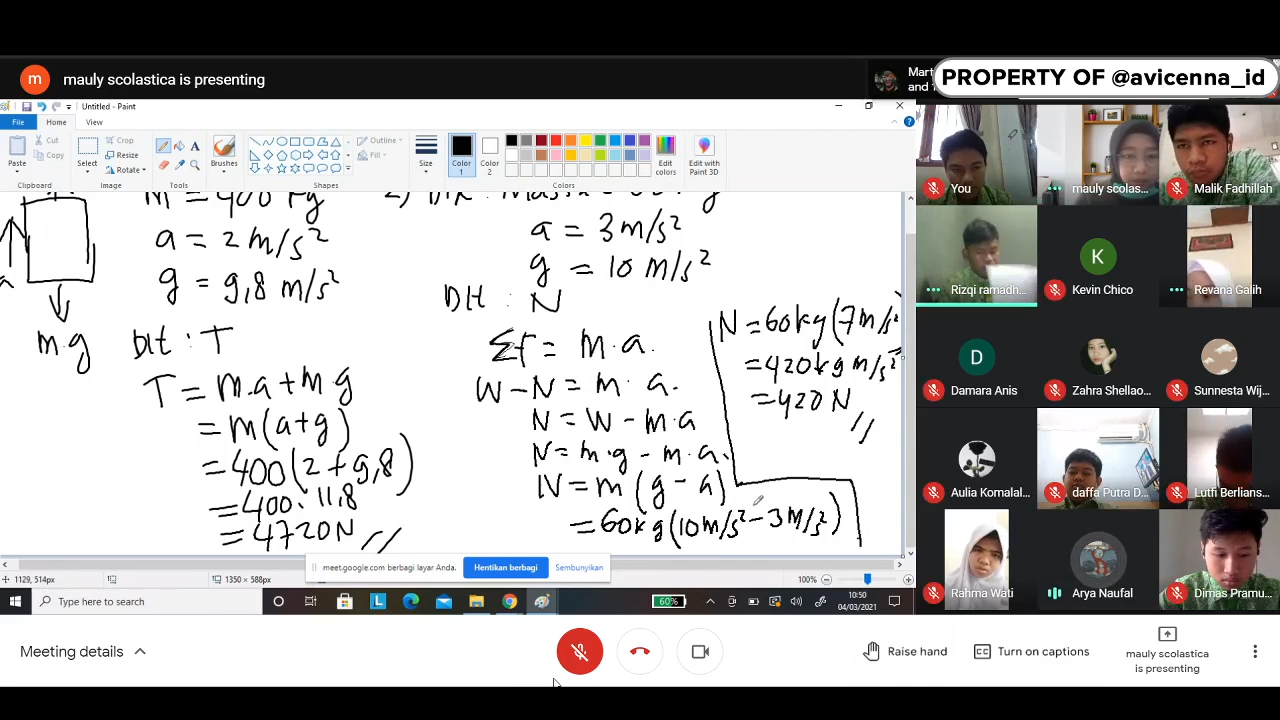 m
mauly scolastica is presenting
Mart
and 1
PROPERTY OF @avicenna_id
Untitled - Paint
File
Home
View
Paste
Cut
Copy
Clipboard
Select
Crop
Resize
Rotate
Image
Tools
Brushes
Shapes
Outline
Fill
Size
Color
1
Color
2
Colors
Edit
colors
Edit with
Paint 3D
a = 2 m/s²
g = 9,8 m/s²
m.g
Dit : T
T = m.a + m.g
= m(a+g)
= 400(2+9,8)
= 400.11,8
= 4720N //
a = 3m/s²
g = 10 m/s²
Dit : N
ΣF = m.a.
W-N = m. a.
N = W - m.a
N = m.g - m.a.
N = m (g - a)
= 60kg (10m/s² - 3m/s²)
N = 60kg (7m/s²
= 420kg m/s²
= 420 N //
meet.google.com berbagi layar Anda.
Hentikan berbagi
Sembunyikan
1129, 514px
1350 × 588px
100%
Type here to search
60%
10:50
04/03/2021
You
mauly scolas...
Malik Fadhillah
Rizqi ramadh...
K
Kevin Chico
Revana Galih
D
Damara Anis
Zahra Shellao...
Sunnesta Wij...
Aulia Komalal...
daffa Putra D...
Lutfi Berlians...
Rahma Wati
Arya Naufal
Dimas Pramu...
Meeting details
Raise hand
Turn on captions
mauly scolastica
is presenting